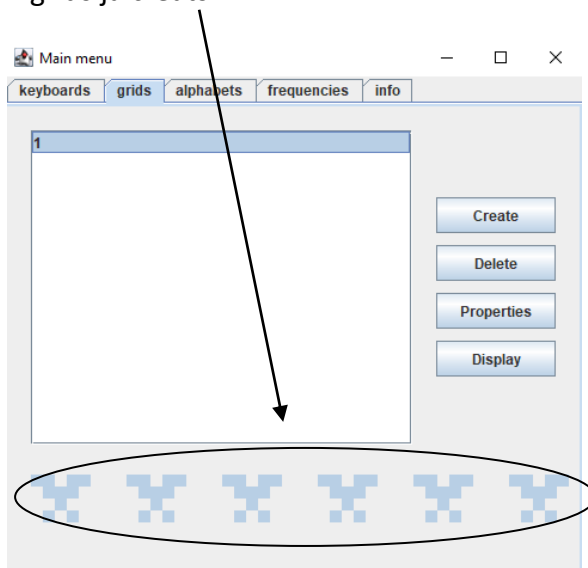 Main menu
keyboards grids alphabets frequencies info
1
Create
Delete
Properties
Display